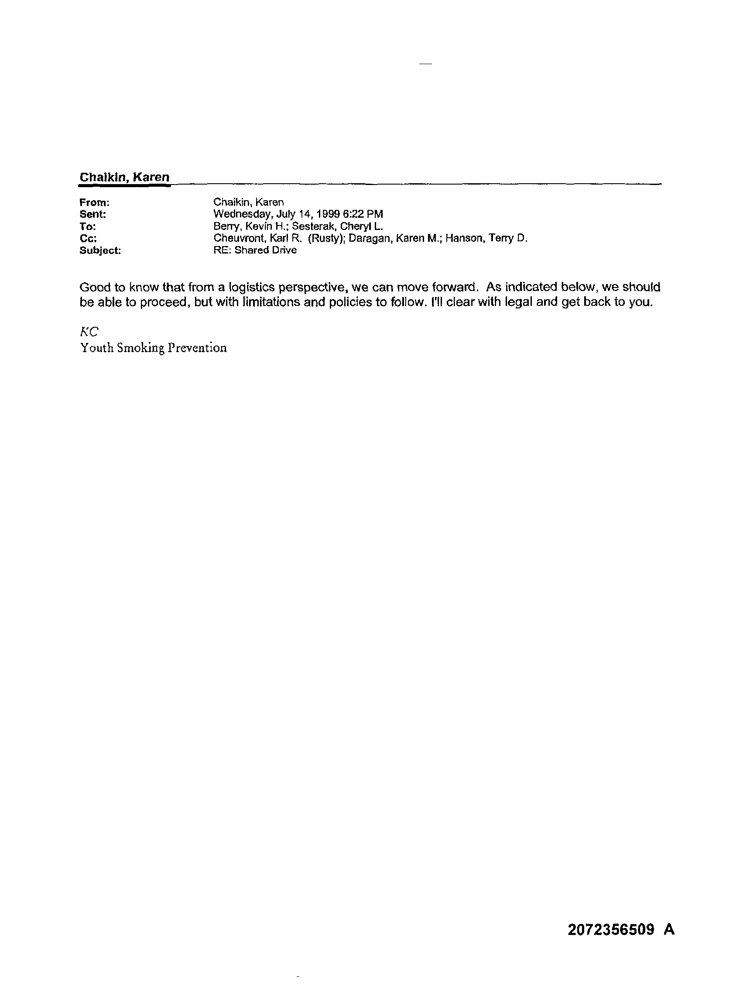 Chaikin, Karen
From: Chaikin, Karen
Sent: Wednesday, July 14, 1999 6:22 PM
To: Berry, Kevin H.; Sesterak, Cheryl L.
Cc: Cheuvront, Karl R. (Rusty); Daragan, Karen M.; Hanson, Terry D.
Subject: RE: Shared Drive
Good to know that from a logistics perspective, we can move forward. As indicated below, we should
be able to proceed, but with limitations and policies to follow. I'll clear with legal and get back to you.
KC
Youth Smoking Prevention
2072356509 A